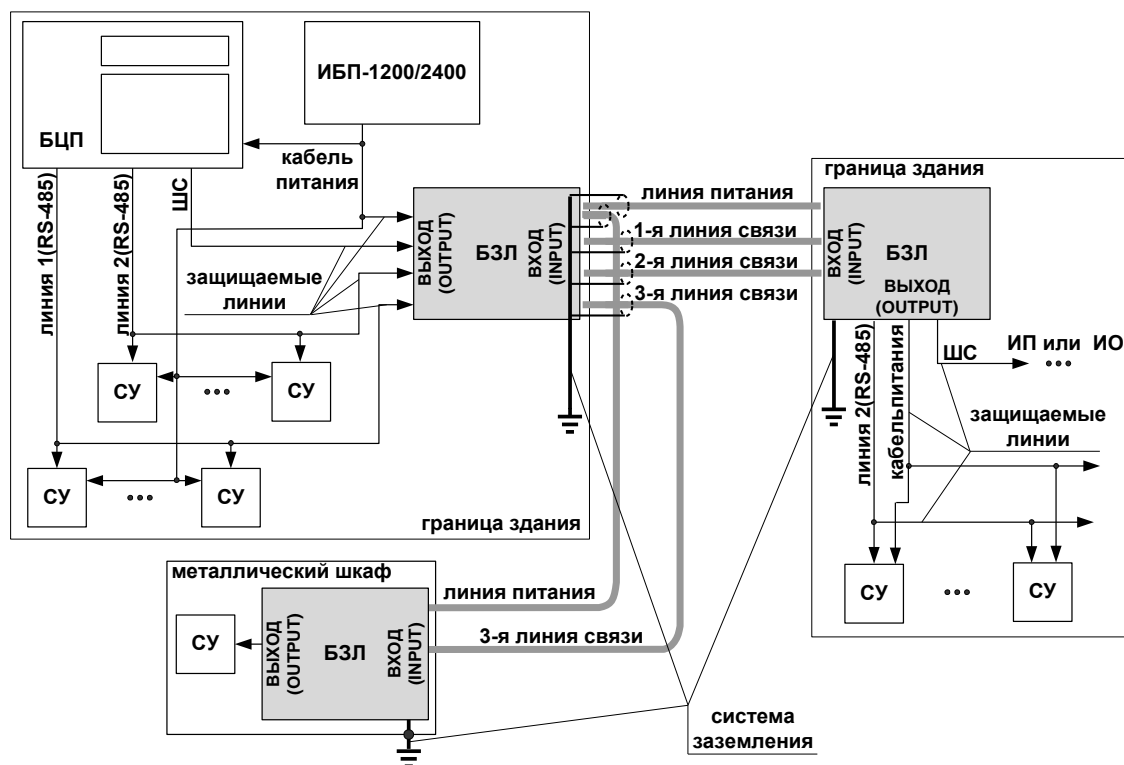 БЦП
ИБП-1200/2400
кабель
питания
линия 1(RS-485)
линия 2(RS-485)
ШС
защищаемые
линии
ВЫХОД
(OUTPUT)
БЗЛ
ВХОД
(INPUT)
СУ
СУ
СУ
СУ
граница здания
линия питания
1-я линия связи
2-я линия связи
3-я линия связи
граница здания
ВХОД
(INPUT)
БЗЛ
ВЫХОД
(OUTPUT)
линия 2(RS-485)
кабельпитания
ШС
ИП или ИО
защищаемые
линии
СУ
СУ
металлический шкаф
СУ
ВЫХОД
(OUTPUT)
БЗЛ
ВХОД
(INPUT)
линия питания
3-я линия связи
система
заземления